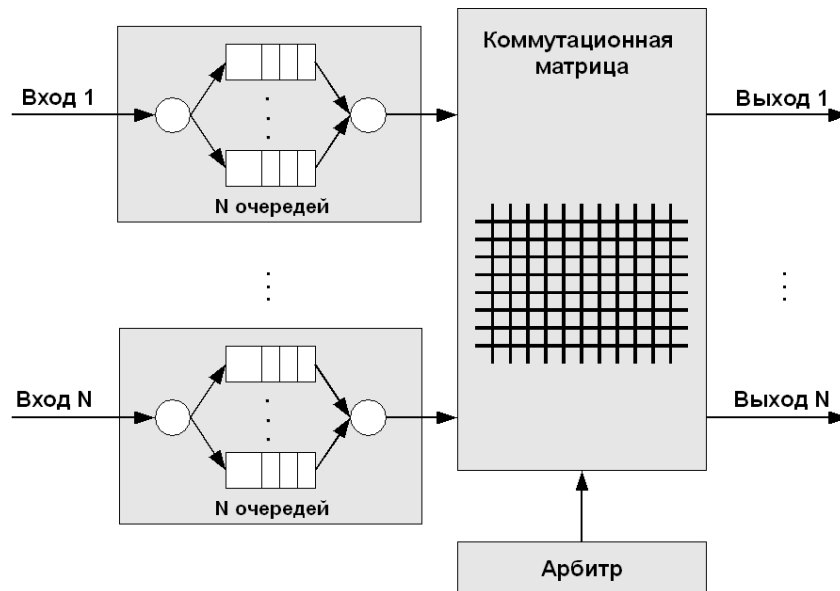 Коммутационная
матрица
Вход 1
Выход 1
N очередей
Вход N
Выход N
N очередей
Арбитр